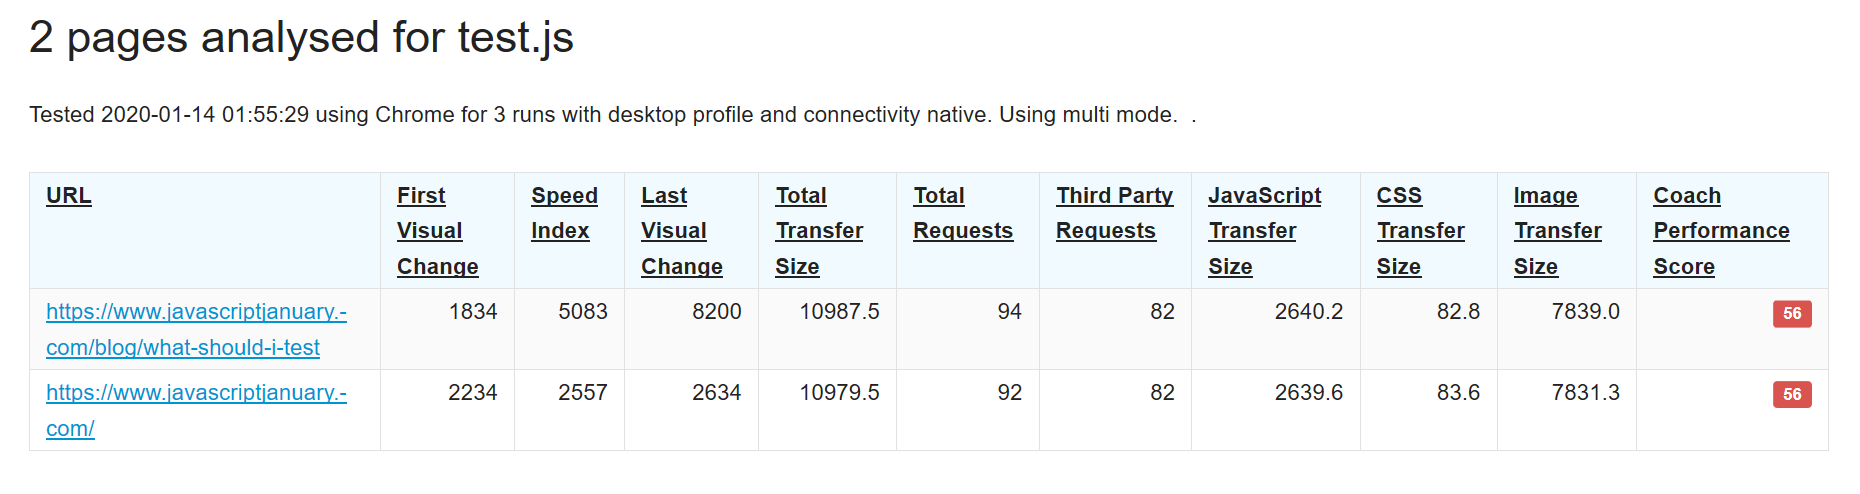 2 pages analysed for test.js
Tested 2020-01-14 01:55:29 using Chrome for 3 runs with desktop profile and connectivity native. Using multi mode.  .
URL First Visual Change Speed Index Last Visual Change Total Transfer Size Total Requests Third Party Requests JavaScript Transfer Size CSS Transfer Size Image Transfer Size Coach Performance Score
https://www.javascriptjanuary.- 1834 5083 8200 10987.5 94 82 2640.2 82.8 7839.0 56
com/blog/what-should-i-test
https://www.javascriptjanuary.- 2234 2557 2634 10979.5 92 82 2639.6 83.6 7831.3 56
com/